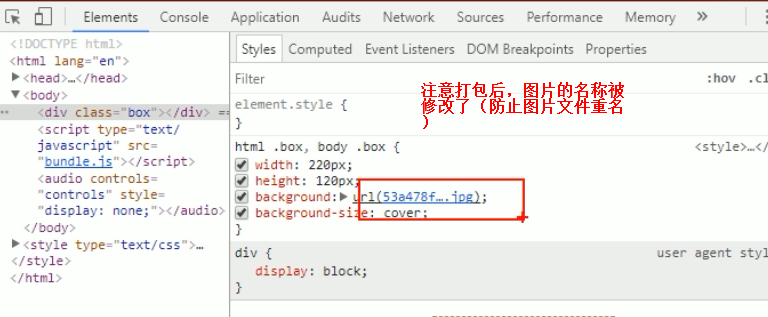 Elements Console Application Audits Network Sources Performance Memory »
<!DOCTYPE html>
<html lang="en">
▶<head>…</head>
▼<body>
<div class="box"></div> ==
<script type="text/
javascript" src=
"bundle.js"></script>
<audio controls=
"controls" style=
"display: none;"></audio>
</body>
▶<style type="text/css">…
</style>
</html>
Styles Computed Event Listeners DOM Breakpoints Properties
Filter :hov .cl
注意打包后，图片的名称被
修改了（防止图片文件重名
）
element.style {
}
html .box, body .box { <style>…</
width: 220px;
height: 120px;
background:▶url(53a478f….jpg);
background-size: cover;
}
div { user agent styl
display: block;
}